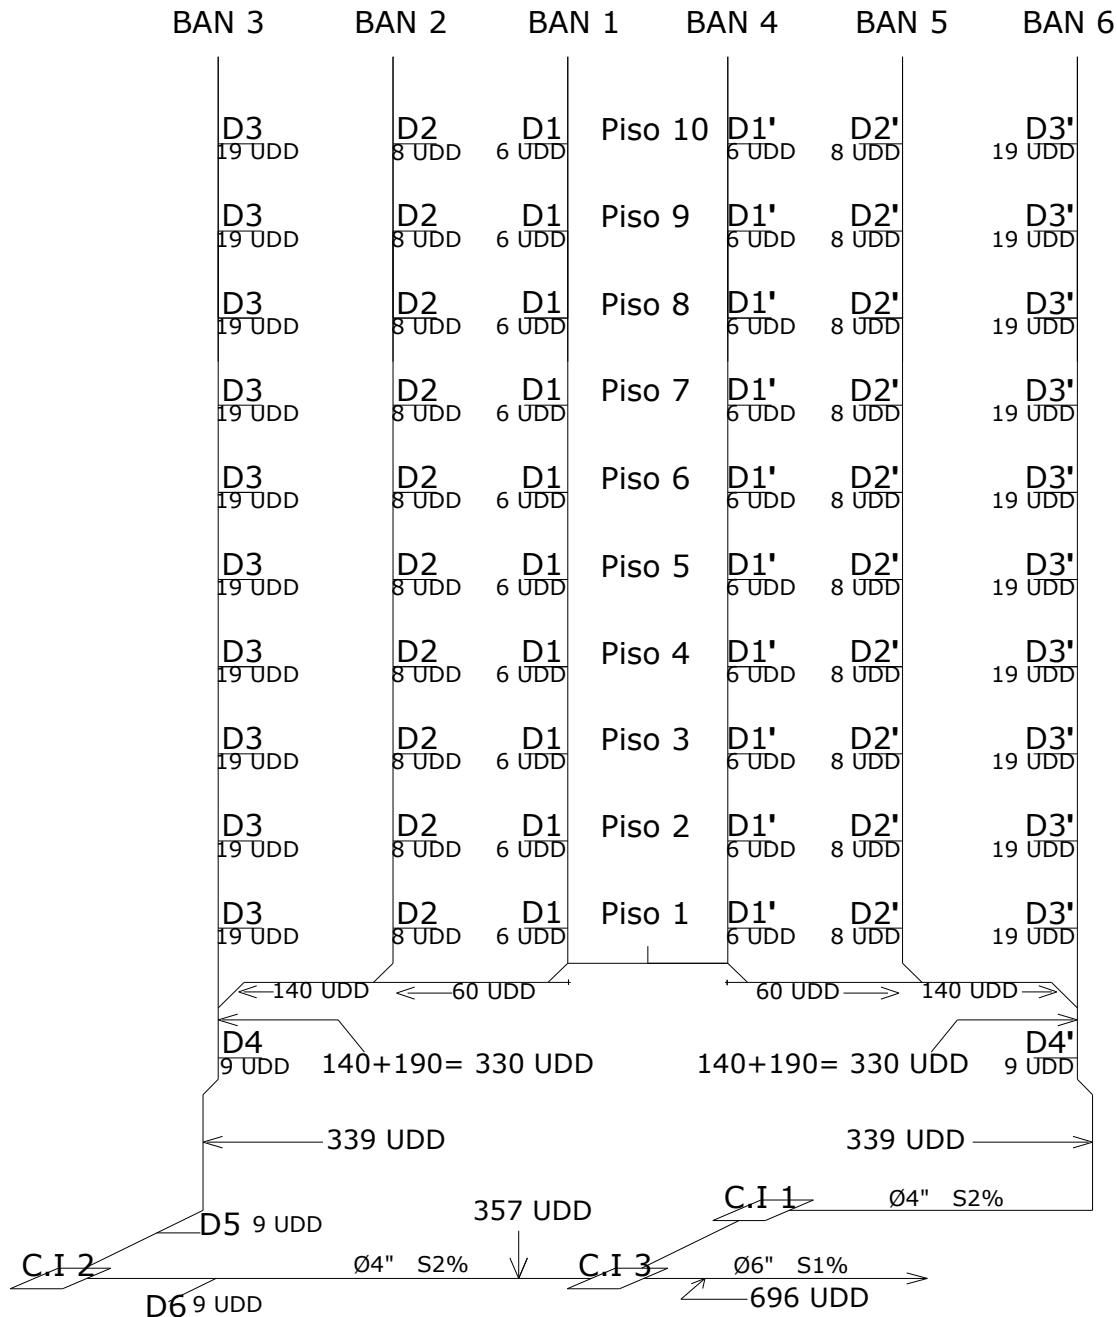 BAN 3 BAN 2 BAN 1 BAN 4 BAN 5 BAN 6
D3 D2 D1 Piso 10 D1' D2' D3'
19 UDD 8 UDD 6 UDD 6 UDD 8 UDD 19 UDD
D3 D2 D1 Piso 9 D1' D2' D3'
19 UDD 8 UDD 6 UDD 6 UDD 8 UDD 19 UDD
D3 D2 D1 Piso 8 D1' D2' D3'
19 UDD 8 UDD 6 UDD 6 UDD 8 UDD 19 UDD
D3 D2 D1 Piso 7 D1' D2' D3'
19 UDD 8 UDD 6 UDD 6 UDD 8 UDD 19 UDD
D3 D2 D1 Piso 6 D1' D2' D3'
19 UDD 8 UDD 6 UDD 6 UDD 8 UDD 19 UDD
D3 D2 D1 Piso 5 D1' D2' D3'
19 UDD 8 UDD 6 UDD 6 UDD 8 UDD 19 UDD
D3 D2 D1 Piso 4 D1' D2' D3'
19 UDD 8 UDD 6 UDD 6 UDD 8 UDD 19 UDD
D3 D2 D1 Piso 3 D1' D2' D3'
19 UDD 8 UDD 6 UDD 6 UDD 8 UDD 19 UDD
D3 D2 D1 Piso 2 D1' D2' D3'
19 UDD 8 UDD 6 UDD 6 UDD 8 UDD 19 UDD
D3 D2 D1 Piso 1 D1' D2' D3'
19 UDD 8 UDD 6 UDD 6 UDD 8 UDD 19 UDD
140 UDD 60 UDD 60 UDD 140 UDD
D4 D4'
9 UDD 140+190= 330 UDD 140+190= 330 UDD 9 UDD
339 UDD 339 UDD
C.I 1 Ø4" S2%
D5 9 UDD 357 UDD
C.I 2 Ø4" S2% C.I 3 Ø6" S1%
D6 9 UDD 696 UDD